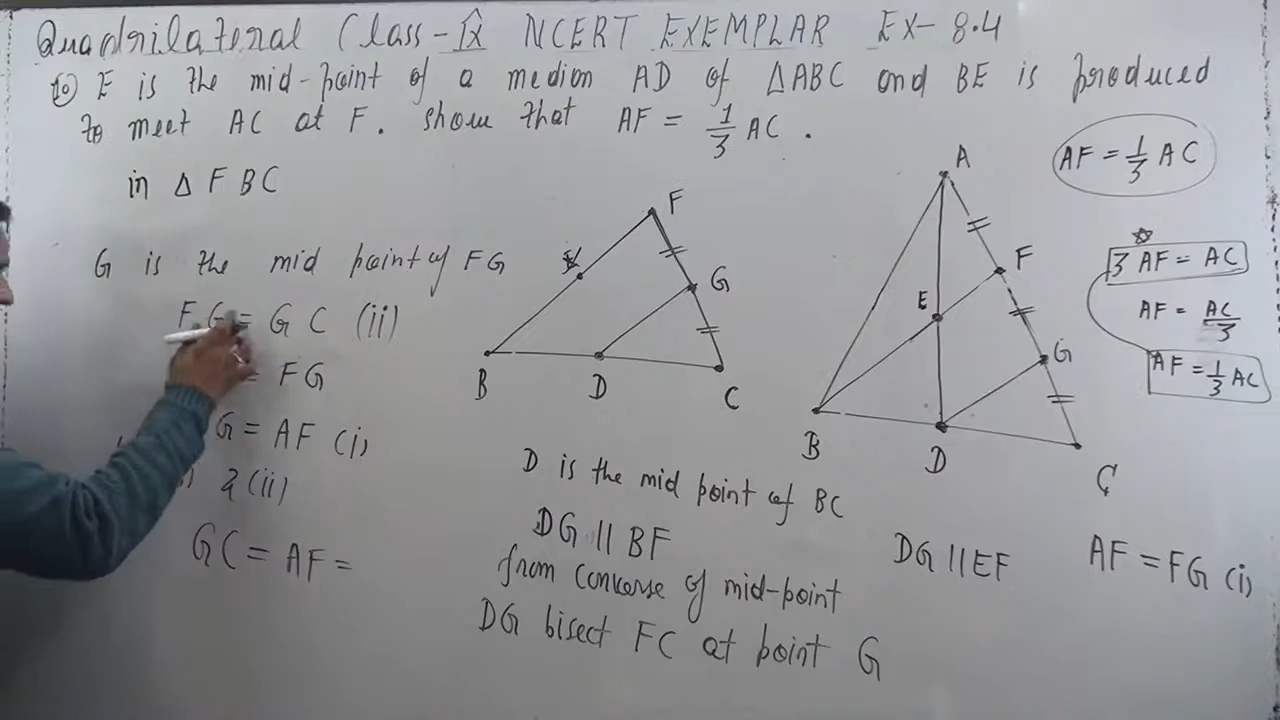 Quadrilateral Class-IX NCERT EXEMPLAR EX-8.4
10 E is the mid-point of a median AD of ΔABC and BE is produced
to meet AC at F. show that AF = 1/3 AC.
in Δ FBC
G is the mid point of FG
FG = GC (ii)
= FG
G = AF (i)
2 (ii)
GC = AF =
F
G
B
D
C
D is the mid point of BC
DG || BF
from converse of mid-point
DG bisect FC at point G
A
F
E
G
B
D
C
DG || EF
AF = 1/3 AC
3 AF = AC
AF = AC/3
AF = 1/3 AC
AF = FG (i)